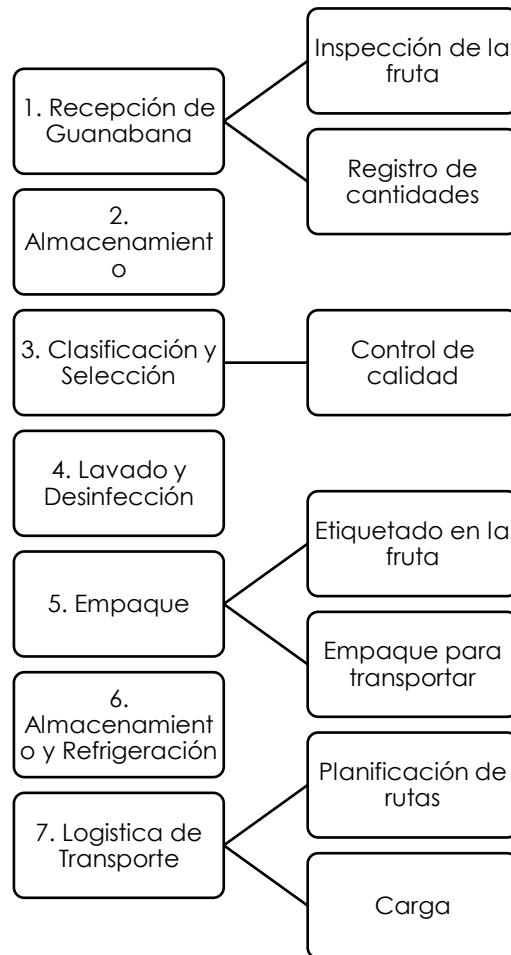 1. Recepción de
Guanabana
Inspección de la
fruta
Registro de
cantidades
2.
Almacenamient
o
3. Clasificación y
Selección
Control de
calidad
4. Lavado y
Desinfección
5. Empaque
Etiquetado en la
fruta
Empaque para
transportar
6.
Almacenamient
o y Refrigeración
7. Logistica de
Transporte
Planificación de
rutas
Carga